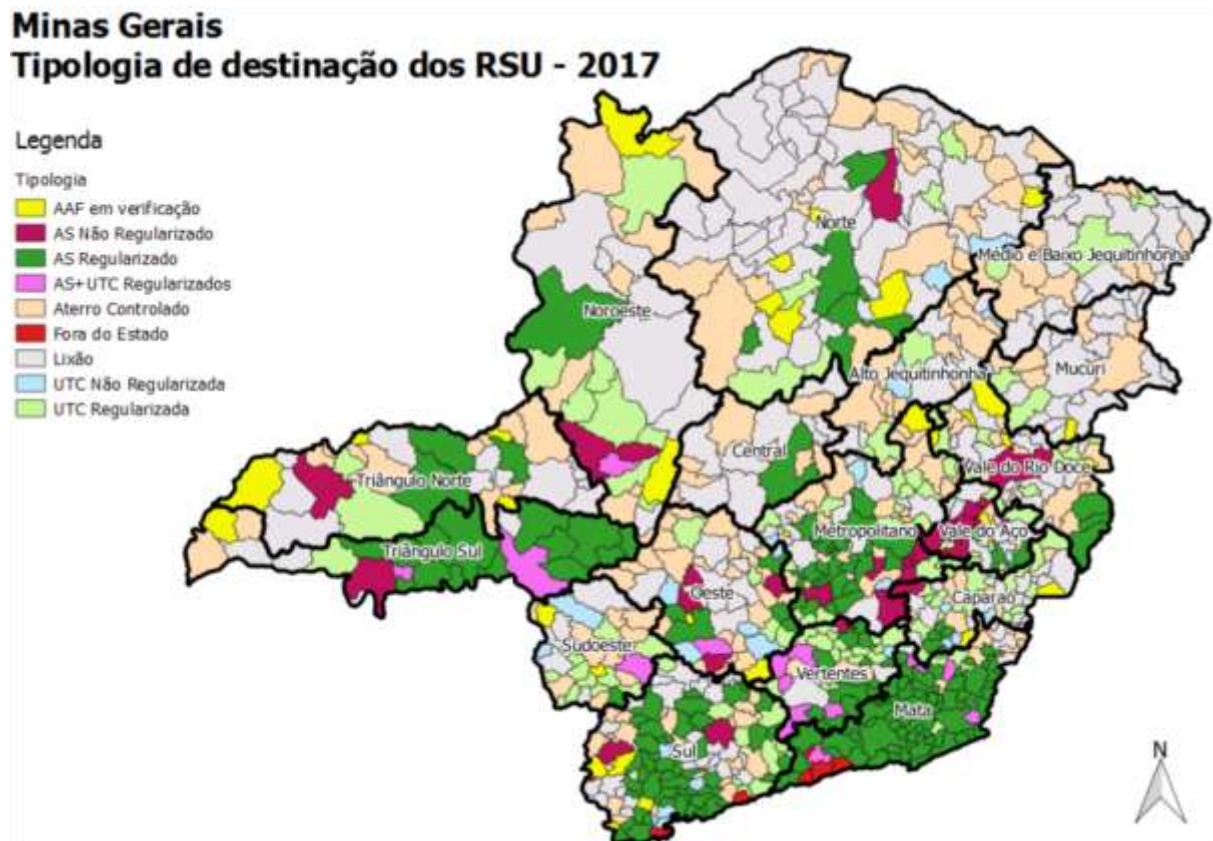 Minas Gerais
Tipologia de destinação dos RSU - 2017
Legenda
Tipologia
AAF em verificação
AS Não Regularizado
AS Regularizado
AS+UTC Regularizados
Aterro Controlado
Fora do Estado
Lixão
UTC Não Regularizada
UTC Regularizada
Norte
Médio e Baixo Jequitinhonha
Noroeste
Alto Jequitinhonha
Mucuri
Central
Vale do Rio Doce
Triângulo Norte
Metropolitano
Vale do Aço
Triângulo Sul
Oeste
Caparaó
Sudoeste
Vertentes
Mata
Sul
N